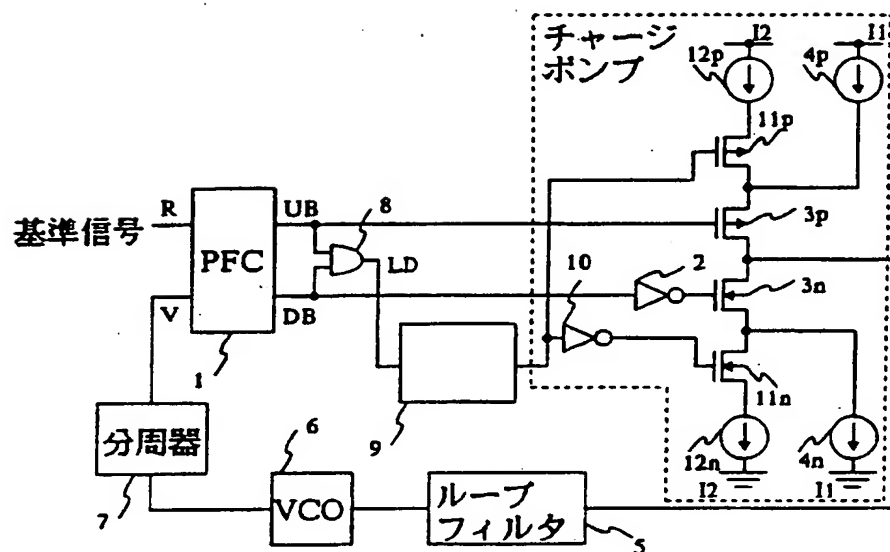 チャージ
ポンプ
I2
I1
12p
4p
11p
R
UB
8
3p
基準信号
PFC
LD
10
2
3n
V
DB
1
9
11n
分周器
7
6
VCO
ループ
フィルタ
5
12n
4n
I2
I1